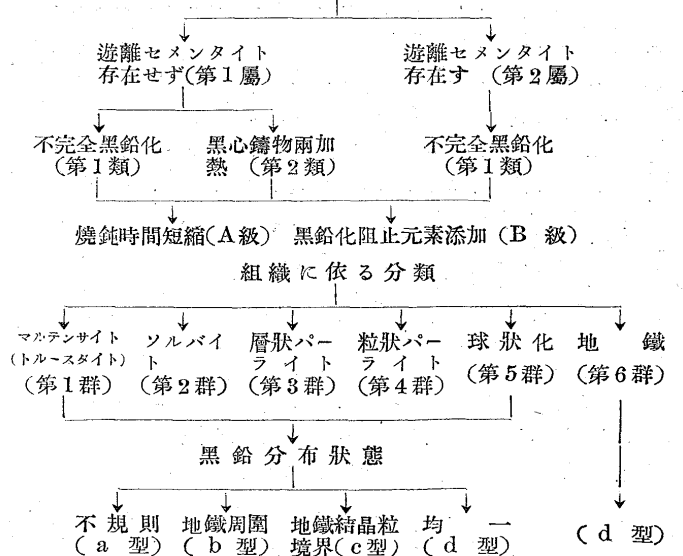 遊離セメンタイト 遊離セメンタイト
存在せず(第1屬) 存在す (第2屬)
不完全黑鉛化 黑心鑄物兩加 不完全黑鉛化
(第1類) 熱 (第2類) (第1類)
燒鈍時間短縮(A級) 黑鉛化阻止元素添加(B 級)
組織に依る分類
マルテンサイト ソルバイ 層狀パー 粒狀パー 球狀化 地 鐵
(トルースタイト) ト ライト ライト (第5群) (第6群)
(第1群) (第2群) (第3群) (第4群)
黑鉛分布狀態
不規則 地鐵周圍 地鐵結晶粒 均 一 (d 型)
(a 型) (b 型) 境界(c型) (d 型)